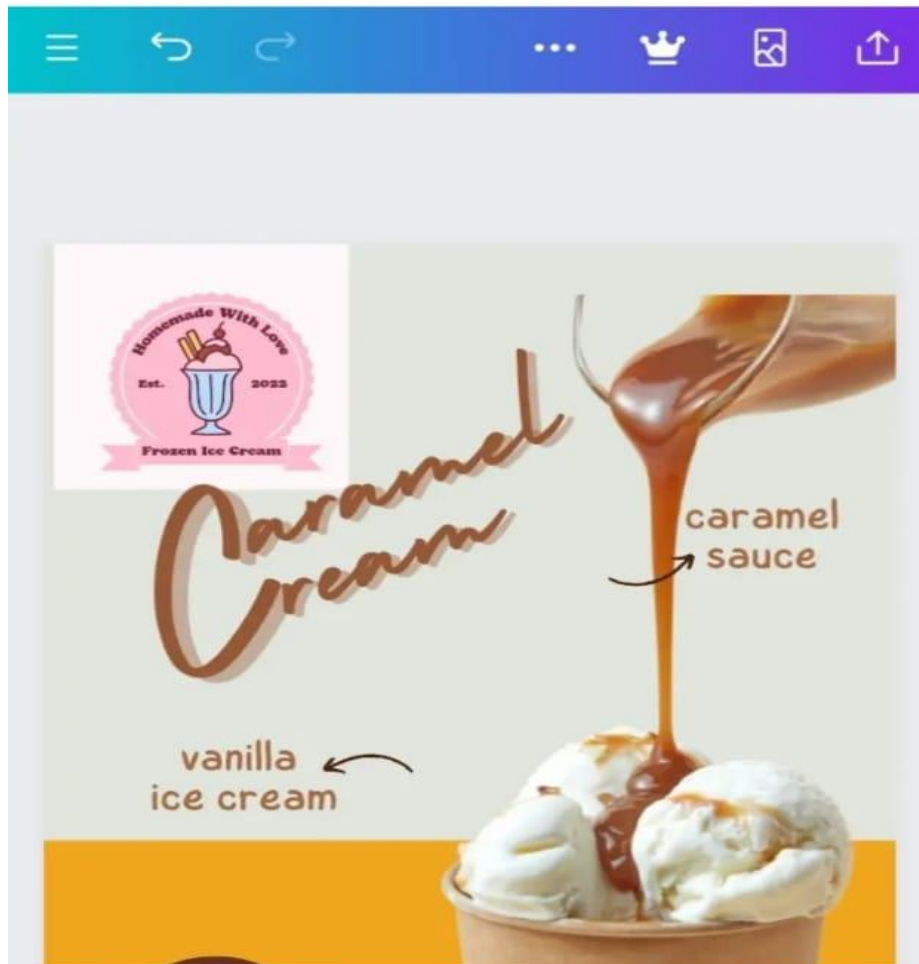 Homemade With Love
Est. 2022
Frozen Ice Cream
Caramel
Cream
caramel
sauce
vanilla
ice cream